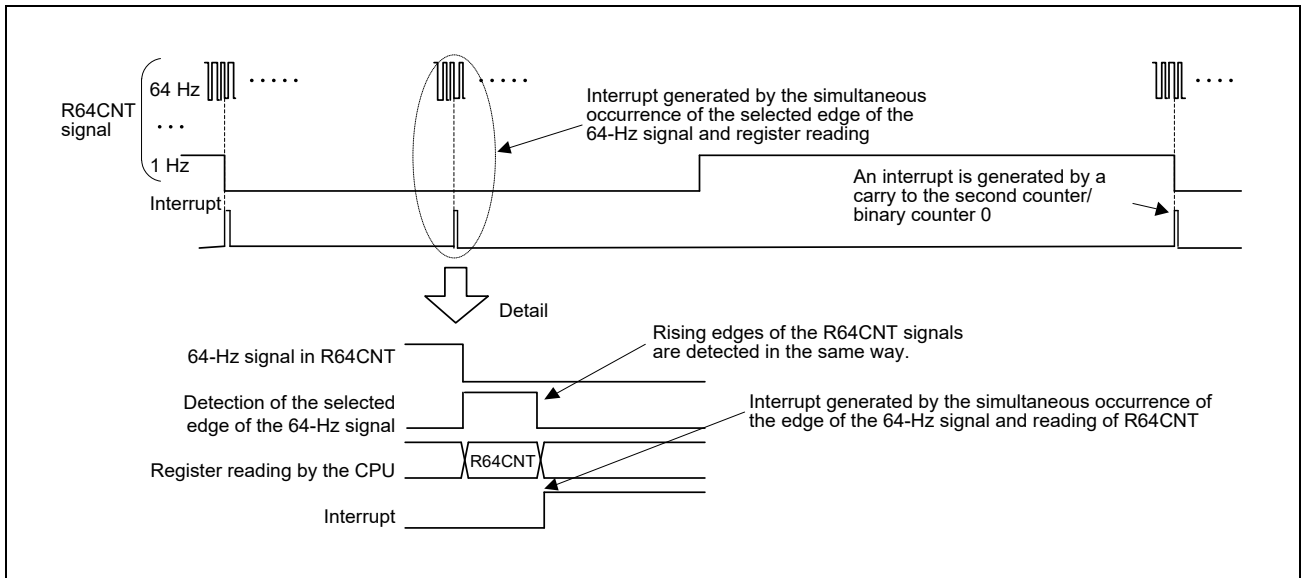 64 Hz
R64CNT
signal
1 Hz
Interrupt
Interrupt generated by the simultaneous
occurrence of the selected edge of the
64-Hz signal and register reading
An interrupt is generated by a
carry to the second counter/
binary counter 0
Detail
64-Hz signal in R64CNT
Rising edges of the R64CNT signals
are detected in the same way.
Detection of the selected
edge of the 64-Hz signal
Interrupt generated by the simultaneous occurrence of
the edge of the 64-Hz signal and reading of R64CNT
Register reading by the CPU
R64CNT
Interrupt